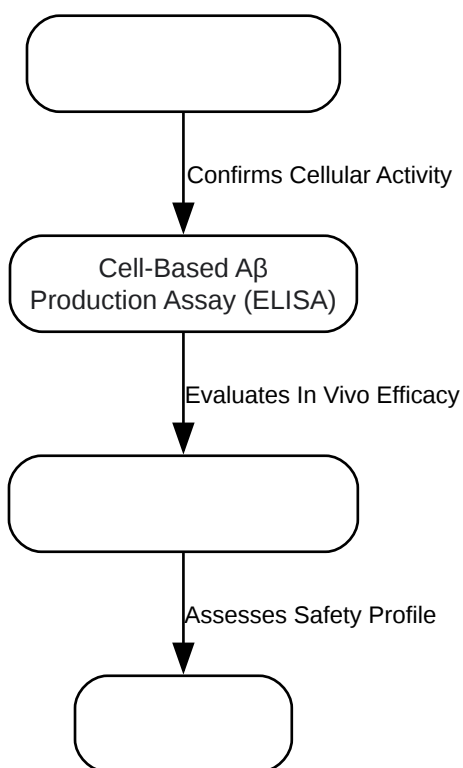 Confirms Cellular Activity
Cell-Based Aβ
Production Assay (ELISA)
Evaluates In Vivo Efficacy
Assesses Safety Profile